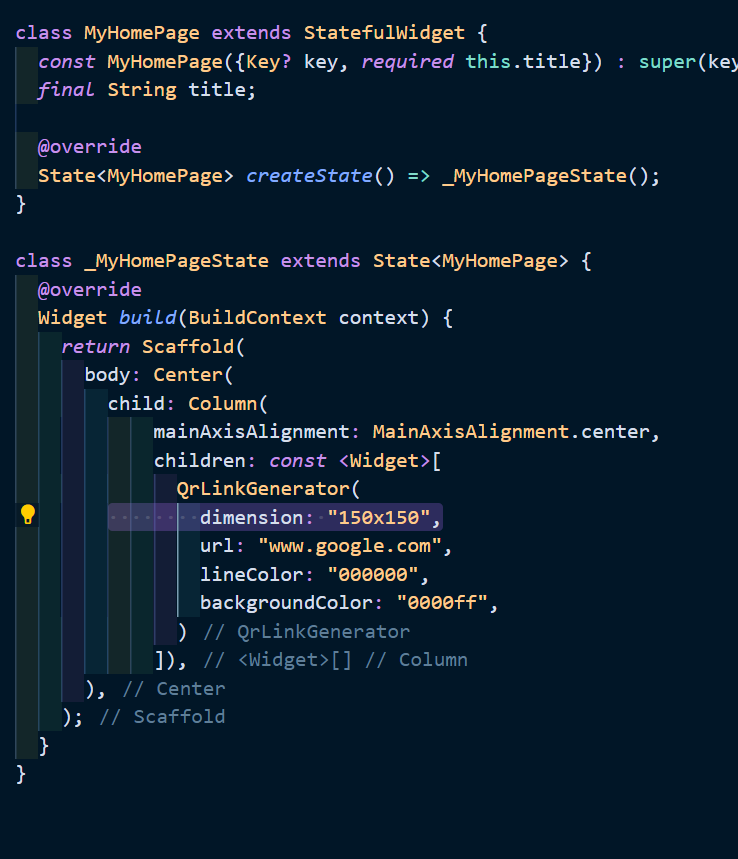 class MyHomePage extends StatefulWidget {
const MyHomePage({Key? key, required this.title}) : super(key
final String title;
@override
State<MyHomePage> createState() => _MyHomePageState();
}
class _MyHomePageState extends State<MyHomePage> {
@override
Widget build(BuildContext context) {
return Scaffold(
body: Center(
child: Column(
mainAxisAlignment: MainAxisAlignment.center,
children: const <Widget>[
QrLinkGenerator(
dimension: "150x150",
url: "www.google.com",
lineColor: "000000",
backgroundColor: "0000ff",
) // QrLinkGenerator
]), // <Widget>[] // Column
), // Center
); // Scaffold
}
}